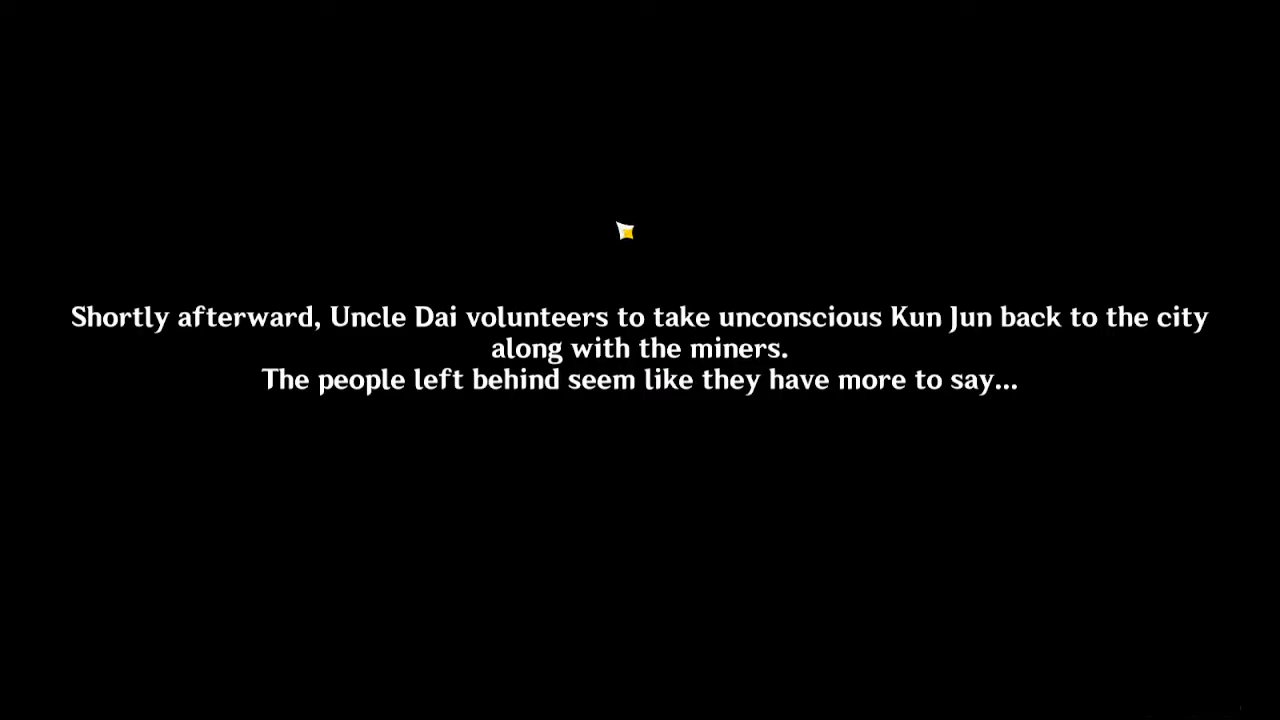 Shortly afterward, Uncle Dai volunteers to take unconscious Kun Jun back to the city
along with the miners.
The people left behind seem like they have more to say...